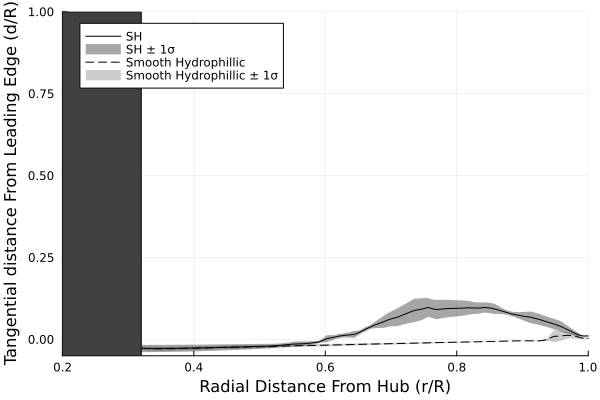 Tangential distance From Leading Edge (d/R)
1.00
0.75
0.50
0.25
0.00
SH
SH ± 1σ
Smooth Hydrophillic
Smooth Hydrophillic ± 1σ
0.2 0.4 0.6 0.8 1.0
Radial Distance From Hub (r/R)